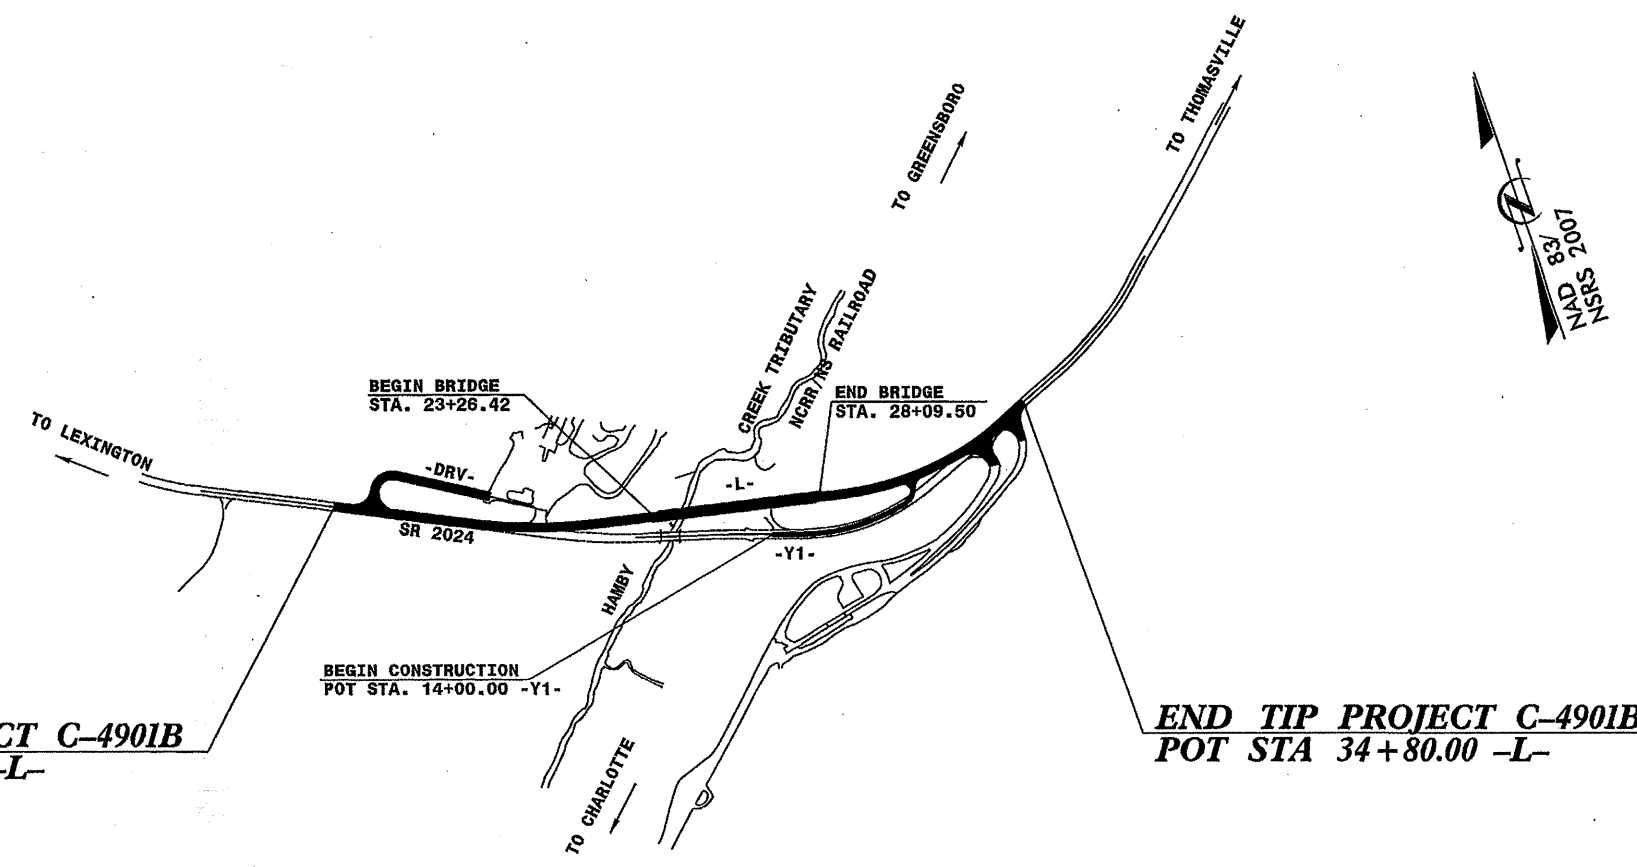 TO THOMASVILLE
TO GREENSBORO
NAD 83/
NSRS 2007
CREEK TRIBUTARY
NCRR/NS RAILROAD
BEGIN BRIDGE
STA. 23+26.42
END BRIDGE
STA. 28+09.50
TO LEXINGTON
-DRV-
-L-
SR 2024
-Y1-
HAMBY
BEGIN CONSTRUCTION
POT STA. 14+00.00 -Y1-
CT C-4901B
-L-
END TIP PROJECT C-4901B
POT STA 34+80.00 -L-
TO CHARLOTTE